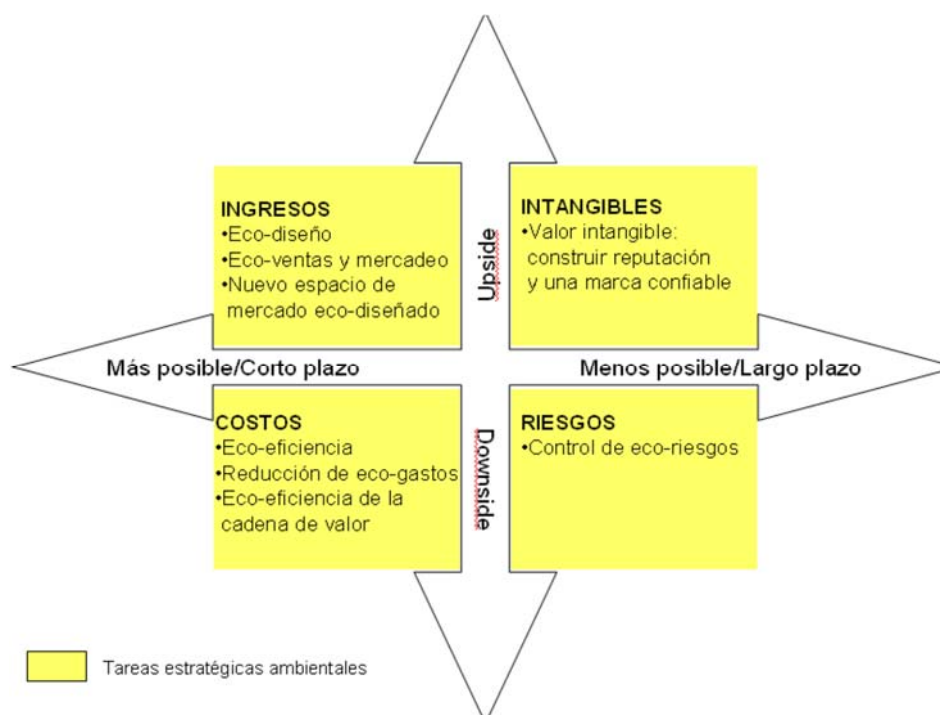 INGRESOS
•Eco-diseño
•Eco-ventas y mercadeo
•Nuevo espacio de
mercado eco-diseñado
Upside
INTANGIBLES
•Valor intangible:
construir reputación
y una marca confiable
Más posible/Corto plazo
Menos posible/Largo plazo
COSTOS
•Eco-eficiencia
•Reducción de eco-gastos
•Eco-eficiencia de la
cadena de valor
Downside
RIESGOS
•Control de eco-riesgos
Tareas estratégicas ambientales